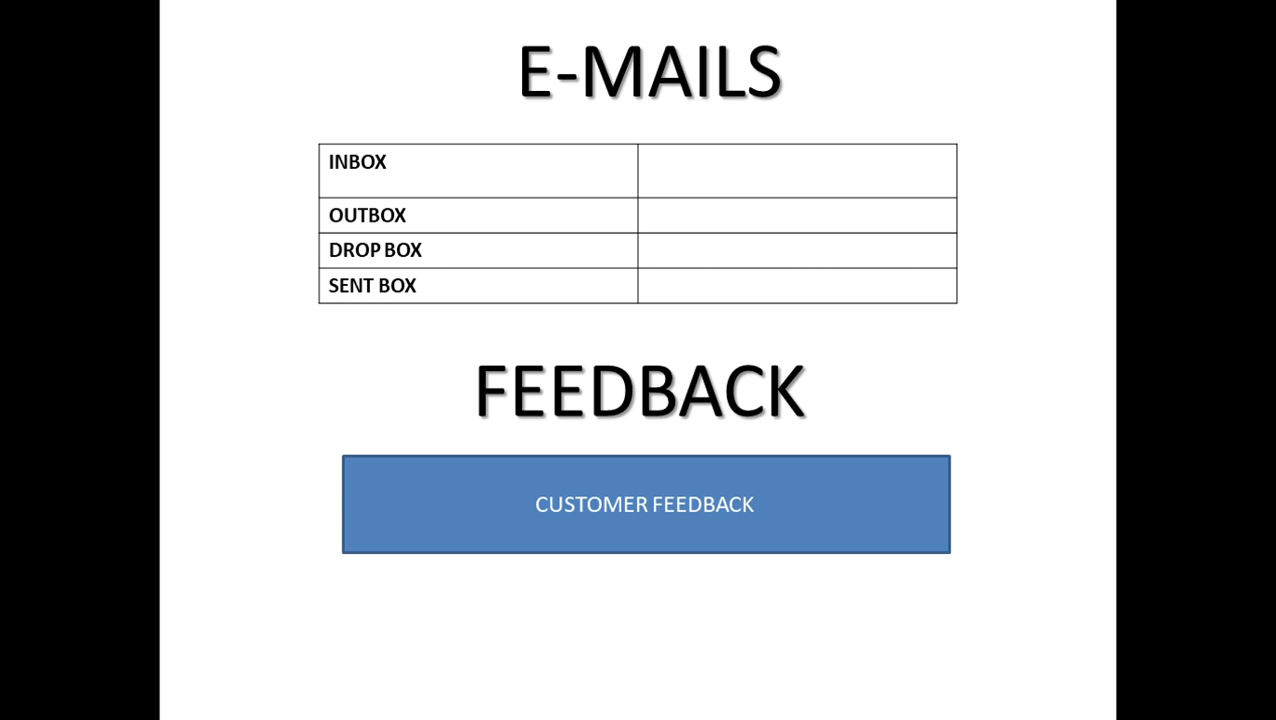 E-MAILS
INBOX
OUTBOX
DROP BOX
SENT BOX
FEEDBACK
CUSTOMER FEEDBACK